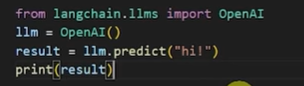 from langchain.llms import OpenAI
llm = OpenAI()
result = llm.predict("hi!")
print(result)